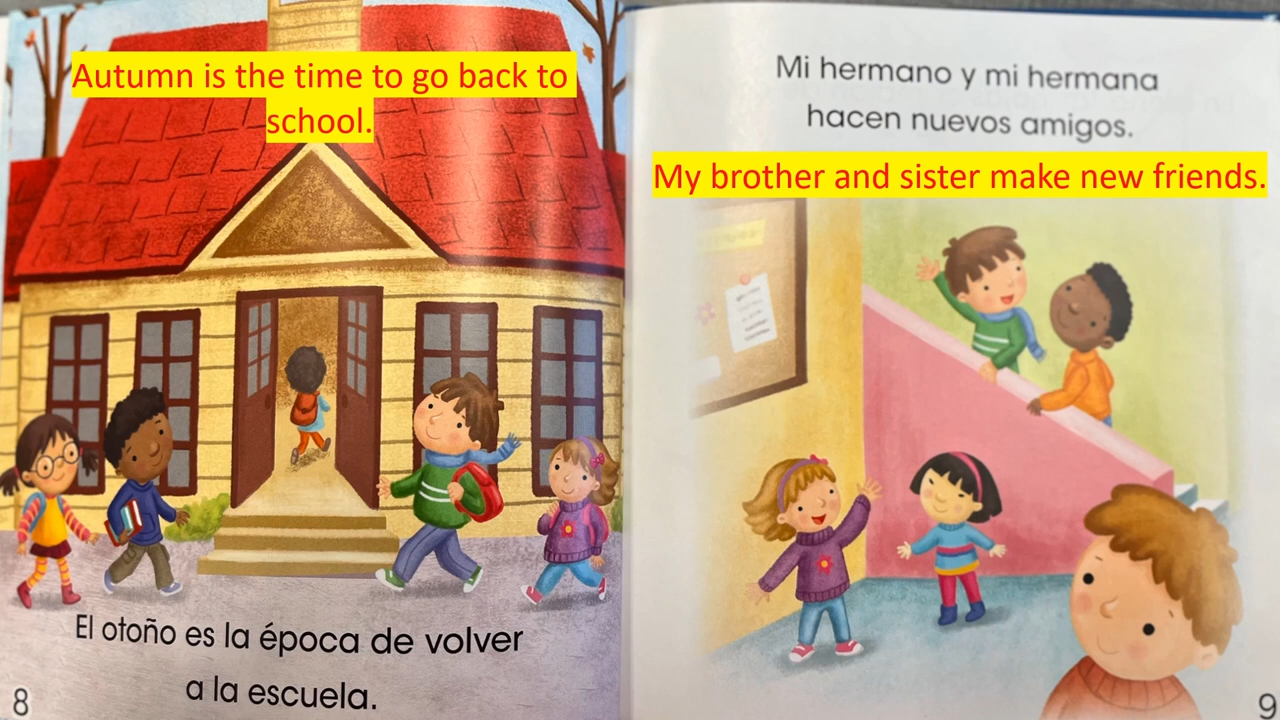 Autumn is the time to go back to
school.
El otoño es la época de volver
a la escuela.
8
Mi hermano y mi hermana
hacen nuevos amigos.
My brother and sister make new friends.
9